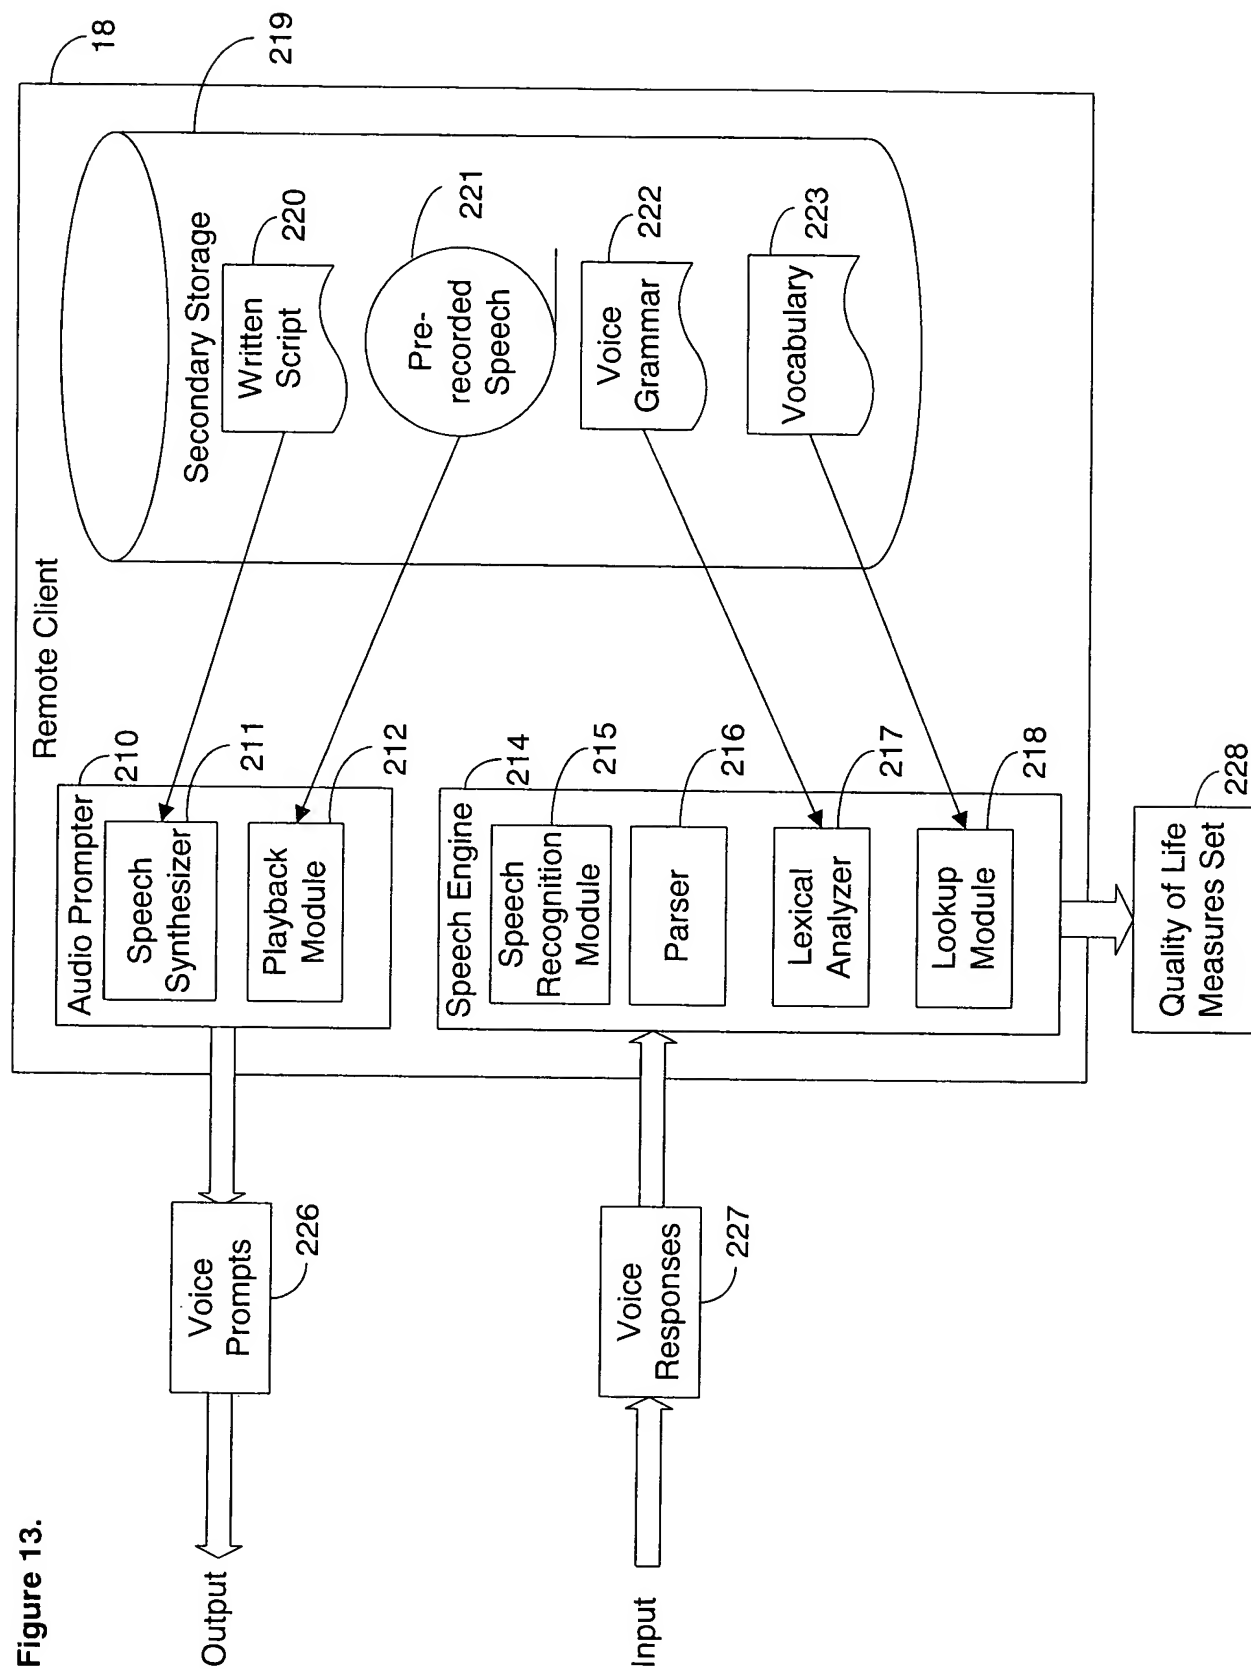 Figure 13.
Remote Client
18
Output
Voice
Prompts
226
Audio Prompter
210
Speech
Synthesizer
211
Playback
Module
212
Secondary Storage
219
Written
Script
220
Pre-
recorded
Speech
221
Voice
Grammar
222
Vocabulary
223
Input
Voice
Responses
227
Speech Engine
214
Speech
Recognition
Module
215
Parser
216
Lexical
Analyzer
217
Lookup
Module
218
Quality of Life
Measures Set
228